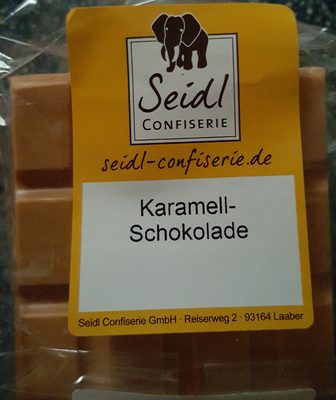 Seidl
CONFISERIE
seidl-confiserie.de
Karamell-
Schokolade
Seidl Confiserie GmbH · Reiserweg 2 · 93164 Laaber